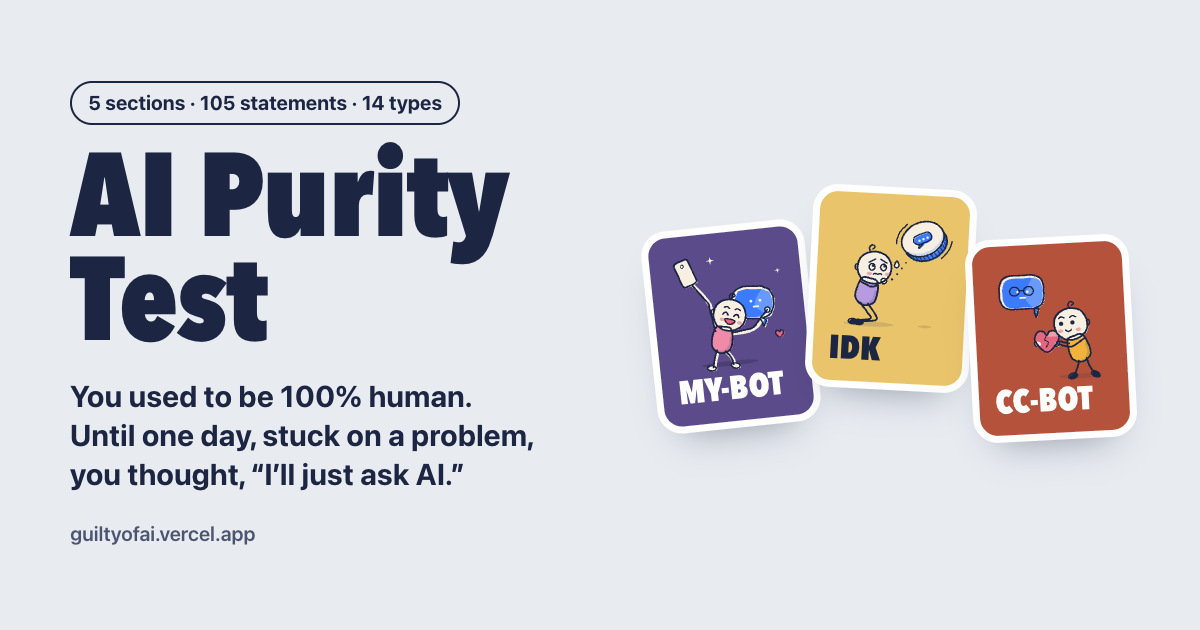 5 sections · 105 statements · 14 types
AI Purity
Test
You used to be 100% human.
Until one day, stuck on a problem,
you thought, “I’ll just ask AI.”
guiltyofai.vercel.app
MY-BOT
IDK
CC-BOT